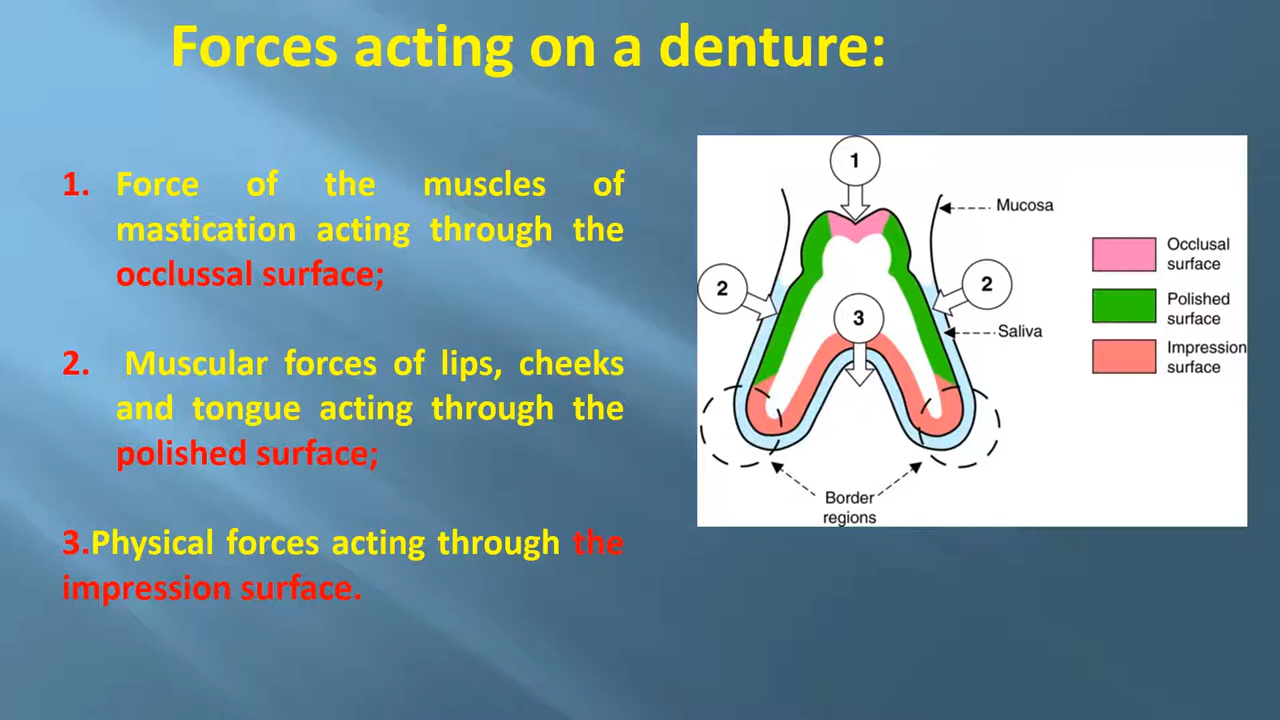 Forces acting on a denture:
1. Force of the muscles of
mastication acting through the
occlussal surface;
2. Muscular forces of lips, cheeks
and tongue acting through the
polished surface;
3.Physical forces acting through the
impression surface.
1
Mucosa
2
2
3
Saliva
Border
regions
Occlusal
surface
Polished
surface
Impression
surface